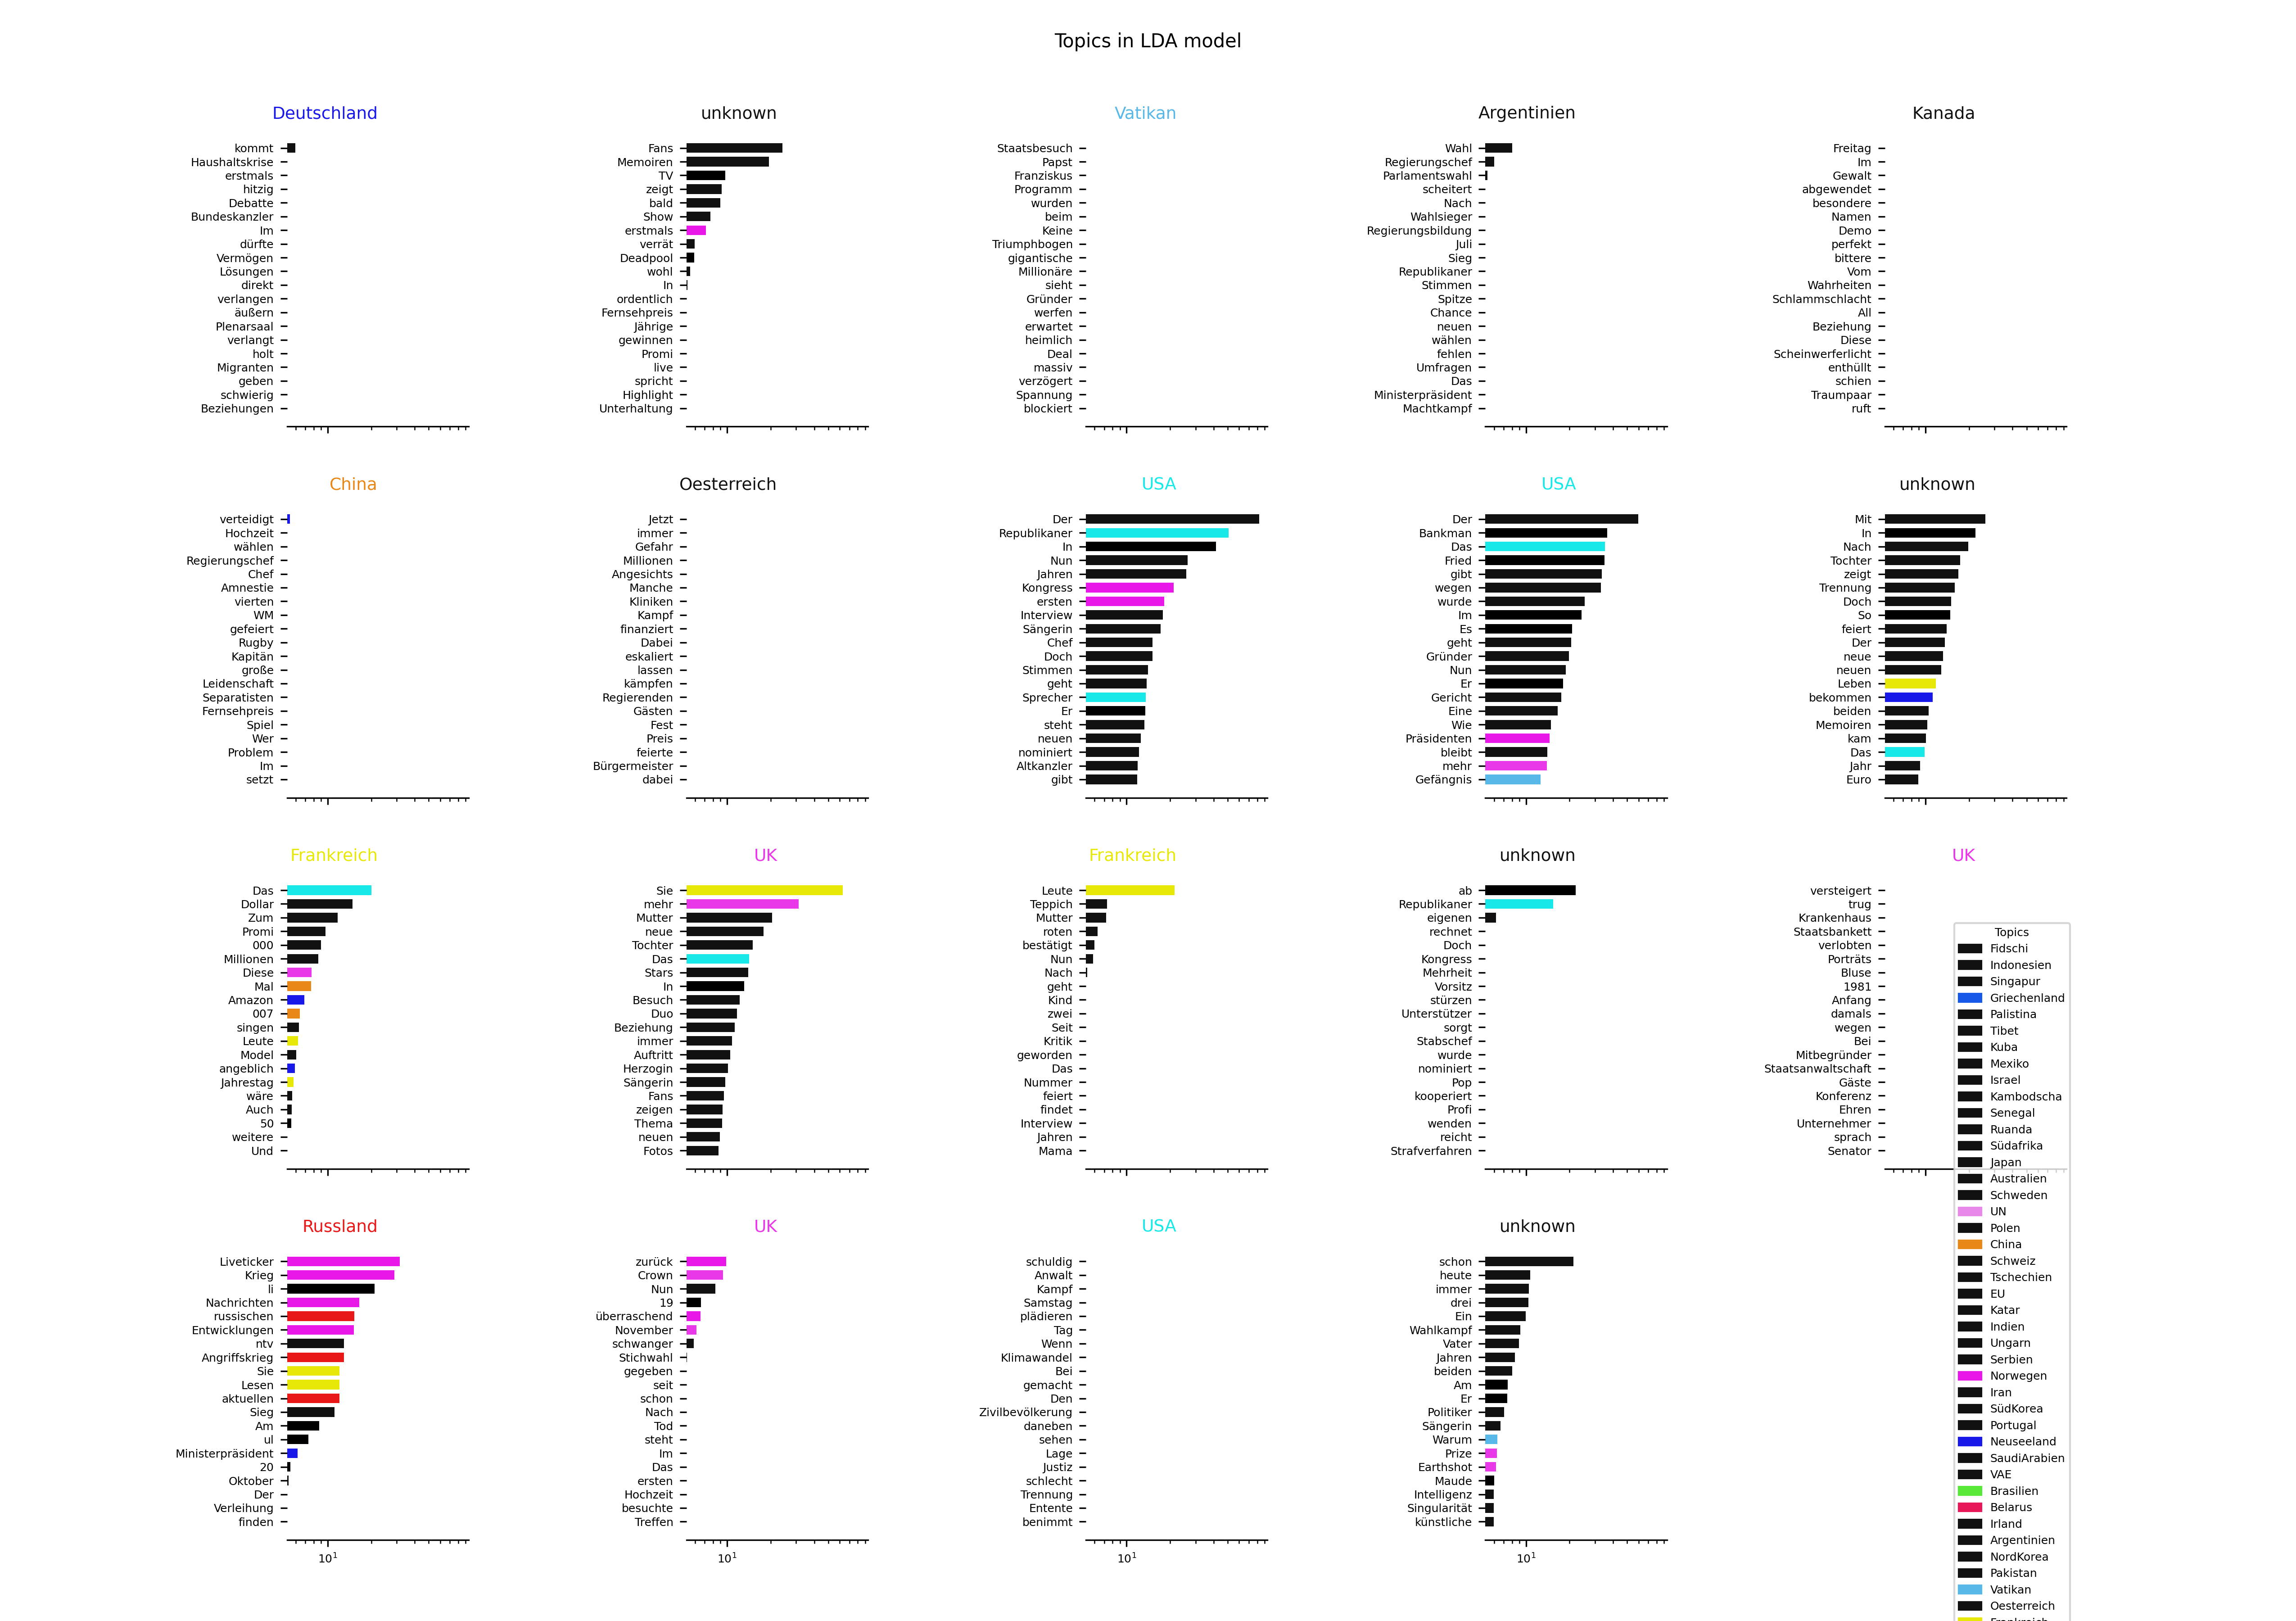 Topics in LDA model
Deutschland
kommt
Haushaltskrise
erstmals
hitzig
Debatte
Bundeskanzler
Im
dürfte
Vermögen
Lösungen
direkt
verlangen
äußern
Plenarsaal
verlangt
holt
Migranten
geben
schwierig
Beziehungen
unknown
Fans
Memoiren
TV
zeigt
bald
Show
erstmals
verrät
Deadpool
wohl
In
ordentlich
Fernsehpreis
Jährige
gewinnen
Promi
live
spricht
Highlight
Unterhaltung
Vatikan
Staatsbesuch
Papst
Franziskus
Programm
wurden
beim
Keine
Triumphbogen
gigantische
Millionäre
sieht
Gründer
werfen
erwartet
heimlich
Deal
massiv
verzögert
Spannung
blockiert
Argentinien
Wahl
Regierungschef
Parlamentswahl
scheitert
Nach
Wahlsieger
Regierungsbildung
Juli
Sieg
Republikaner
Stimmen
Spitze
Chance
neuen
wählen
fehlen
Umfragen
Das
Ministerpräsident
Machtkampf
Kanada
Freitag
Im
Gewalt
abgewendet
besondere
Namen
Demo
perfekt
bittere
Vom
Wahrheiten
Schlammschlacht
All
Beziehung
Diese
Scheinwerferlicht
enthüllt
schien
Traumpaar
ruft
China
verteidigt
Hochzeit
wählen
Regierungschef
Chef
Amnestie
vierten
WM
gefeiert
Rugby
Kapitän
große
Leidenschaft
Separatisten
Fernsehpreis
Spiel
Wer
Problem
Im
setzt
Oesterreich
Jetzt
immer
Gefahr
Millionen
Angesichts
Manche
Kliniken
Kampf
finanziert
Dabei
eskaliert
lassen
kämpfen
Regierenden
Gästen
Fest
Preis
feierte
Bürgermeister
dabei
USA
Der
Republikaner
In
Nun
Jahren
Kongress
ersten
Interview
Sängerin
Chef
Doch
Stimmen
geht
Sprecher
Er
steht
neuen
nominiert
Altkanzler
gibt
USA
Der
Bankman
Das
Fried
gibt
wegen
wurde
Im
Es
geht
Gründer
Nun
Er
Gericht
Eine
Wie
Präsidenten
bleibt
mehr
Gefängnis
unknown
Mit
In
Nach
Tochter
zeigt
Trennung
Doch
So
feiert
Der
neue
neuen
Leben
bekommen
beiden
Memoiren
kam
Das
Jahr
Euro
Frankreich
Das
Dollar
Zum
Promi
000
Millionen
Diese
Mal
Amazon
007
singen
Leute
Model
angeblich
Jahrestag
wäre
Auch
50
weitere
Und
UK
Sie
mehr
Mutter
neue
Tochter
Das
Stars
In
Besuch
Duo
Beziehung
immer
Auftritt
Herzogin
Sängerin
Fans
zeigen
Thema
neuen
Fotos
Frankreich
Leute
Teppich
Mutter
roten
bestätigt
Nun
Nach
geht
Kind
zwei
Seit
Kritik
geworden
Das
Nummer
feiert
findet
Interview
Jahren
Mama
unknown
ab
Republikaner
eigenen
rechnet
Doch
Kongress
Mehrheit
Vorsitz
stürzen
Unterstützer
sorgt
Stabschef
wurde
nominiert
Pop
kooperiert
Profi
wenden
reicht
Strafverfahren
UK
versteigert
trug
Krankenhaus
Staatsbankett
verlobten
Porträts
Bluse
1981
Anfang
damals
wegen
Bei
Mitbegründer
Staatsanwaltschaft
Gäste
Konferenz
Ehren
Unternehmer
sprach
Senator
Russland
Liveticker
Krieg
li
Nachrichten
russischen
Entwicklungen
ntv
Angriffskrieg
Sie
Lesen
aktuellen
Sieg
Am
ul
Ministerpräsident
20
Oktober
Der
Verleihung
finden
10¹
UK
zurück
Crown
Nun
19
überraschend
November
schwanger
Stichwahl
gegeben
seit
schon
Nach
Tod
steht
Im
Das
ersten
Hochzeit
besuchte
Treffen
10¹
USA
schuldig
Anwalt
Kampf
Samstag
plädieren
Tag
Wenn
Klimawandel
Bei
gemacht
Den
Zivilbevölkerung
daneben
sehen
Lage
Justiz
schlecht
Trennung
Entente
benimmt
10¹
unknown
schon
heute
immer
drei
Ein
Wahlkampf
Vater
Jahren
beiden
Am
Er
Politiker
Sängerin
Warum
Prize
Earthshot
Maude
Intelligenz
Singularität
künstliche
10¹
Topics
Fidschi
Indonesien
Singapur
Griechenland
Palistina
Tibet
Kuba
Mexiko
Israel
Kambodscha
Senegal
Ruanda
Südafrika
Japan
Australien
Schweden
UN
Polen
China
Schweiz
Tschechien
EU
Katar
Indien
Ungarn
Serbien
Norwegen
Iran
SüdKorea
Portugal
Neuseeland
SaudiArabien
VAE
Brasilien
Belarus
Irland
Argentinien
NordKorea
Pakistan
Vatikan
Oesterreich